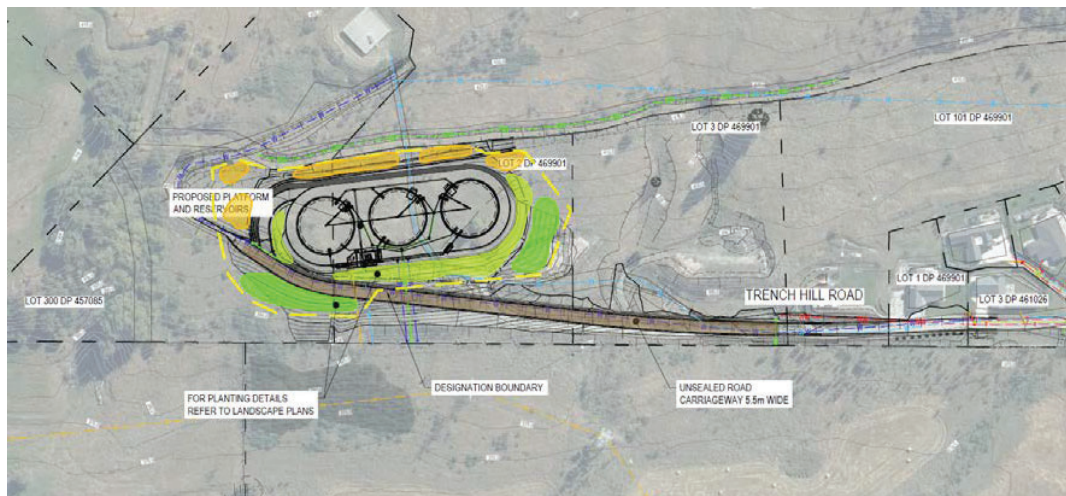 LOT 3 DP 469901
LOT 101 DP 469901
LOT 2 DP 469901
PROPOSED PLATFORM
AND RESERVOIRS
LOT 300 DP 457085
LOT 1 DP 469901
LOT 3 DP 461026
TRENCH HILL ROAD
FOR PLANTING DETAILS
REFER TO LANDSCAPE PLANS
DESIGNATION BOUNDARY
UNSEALED ROAD
CARRIAGEWAY 5.5m WIDE